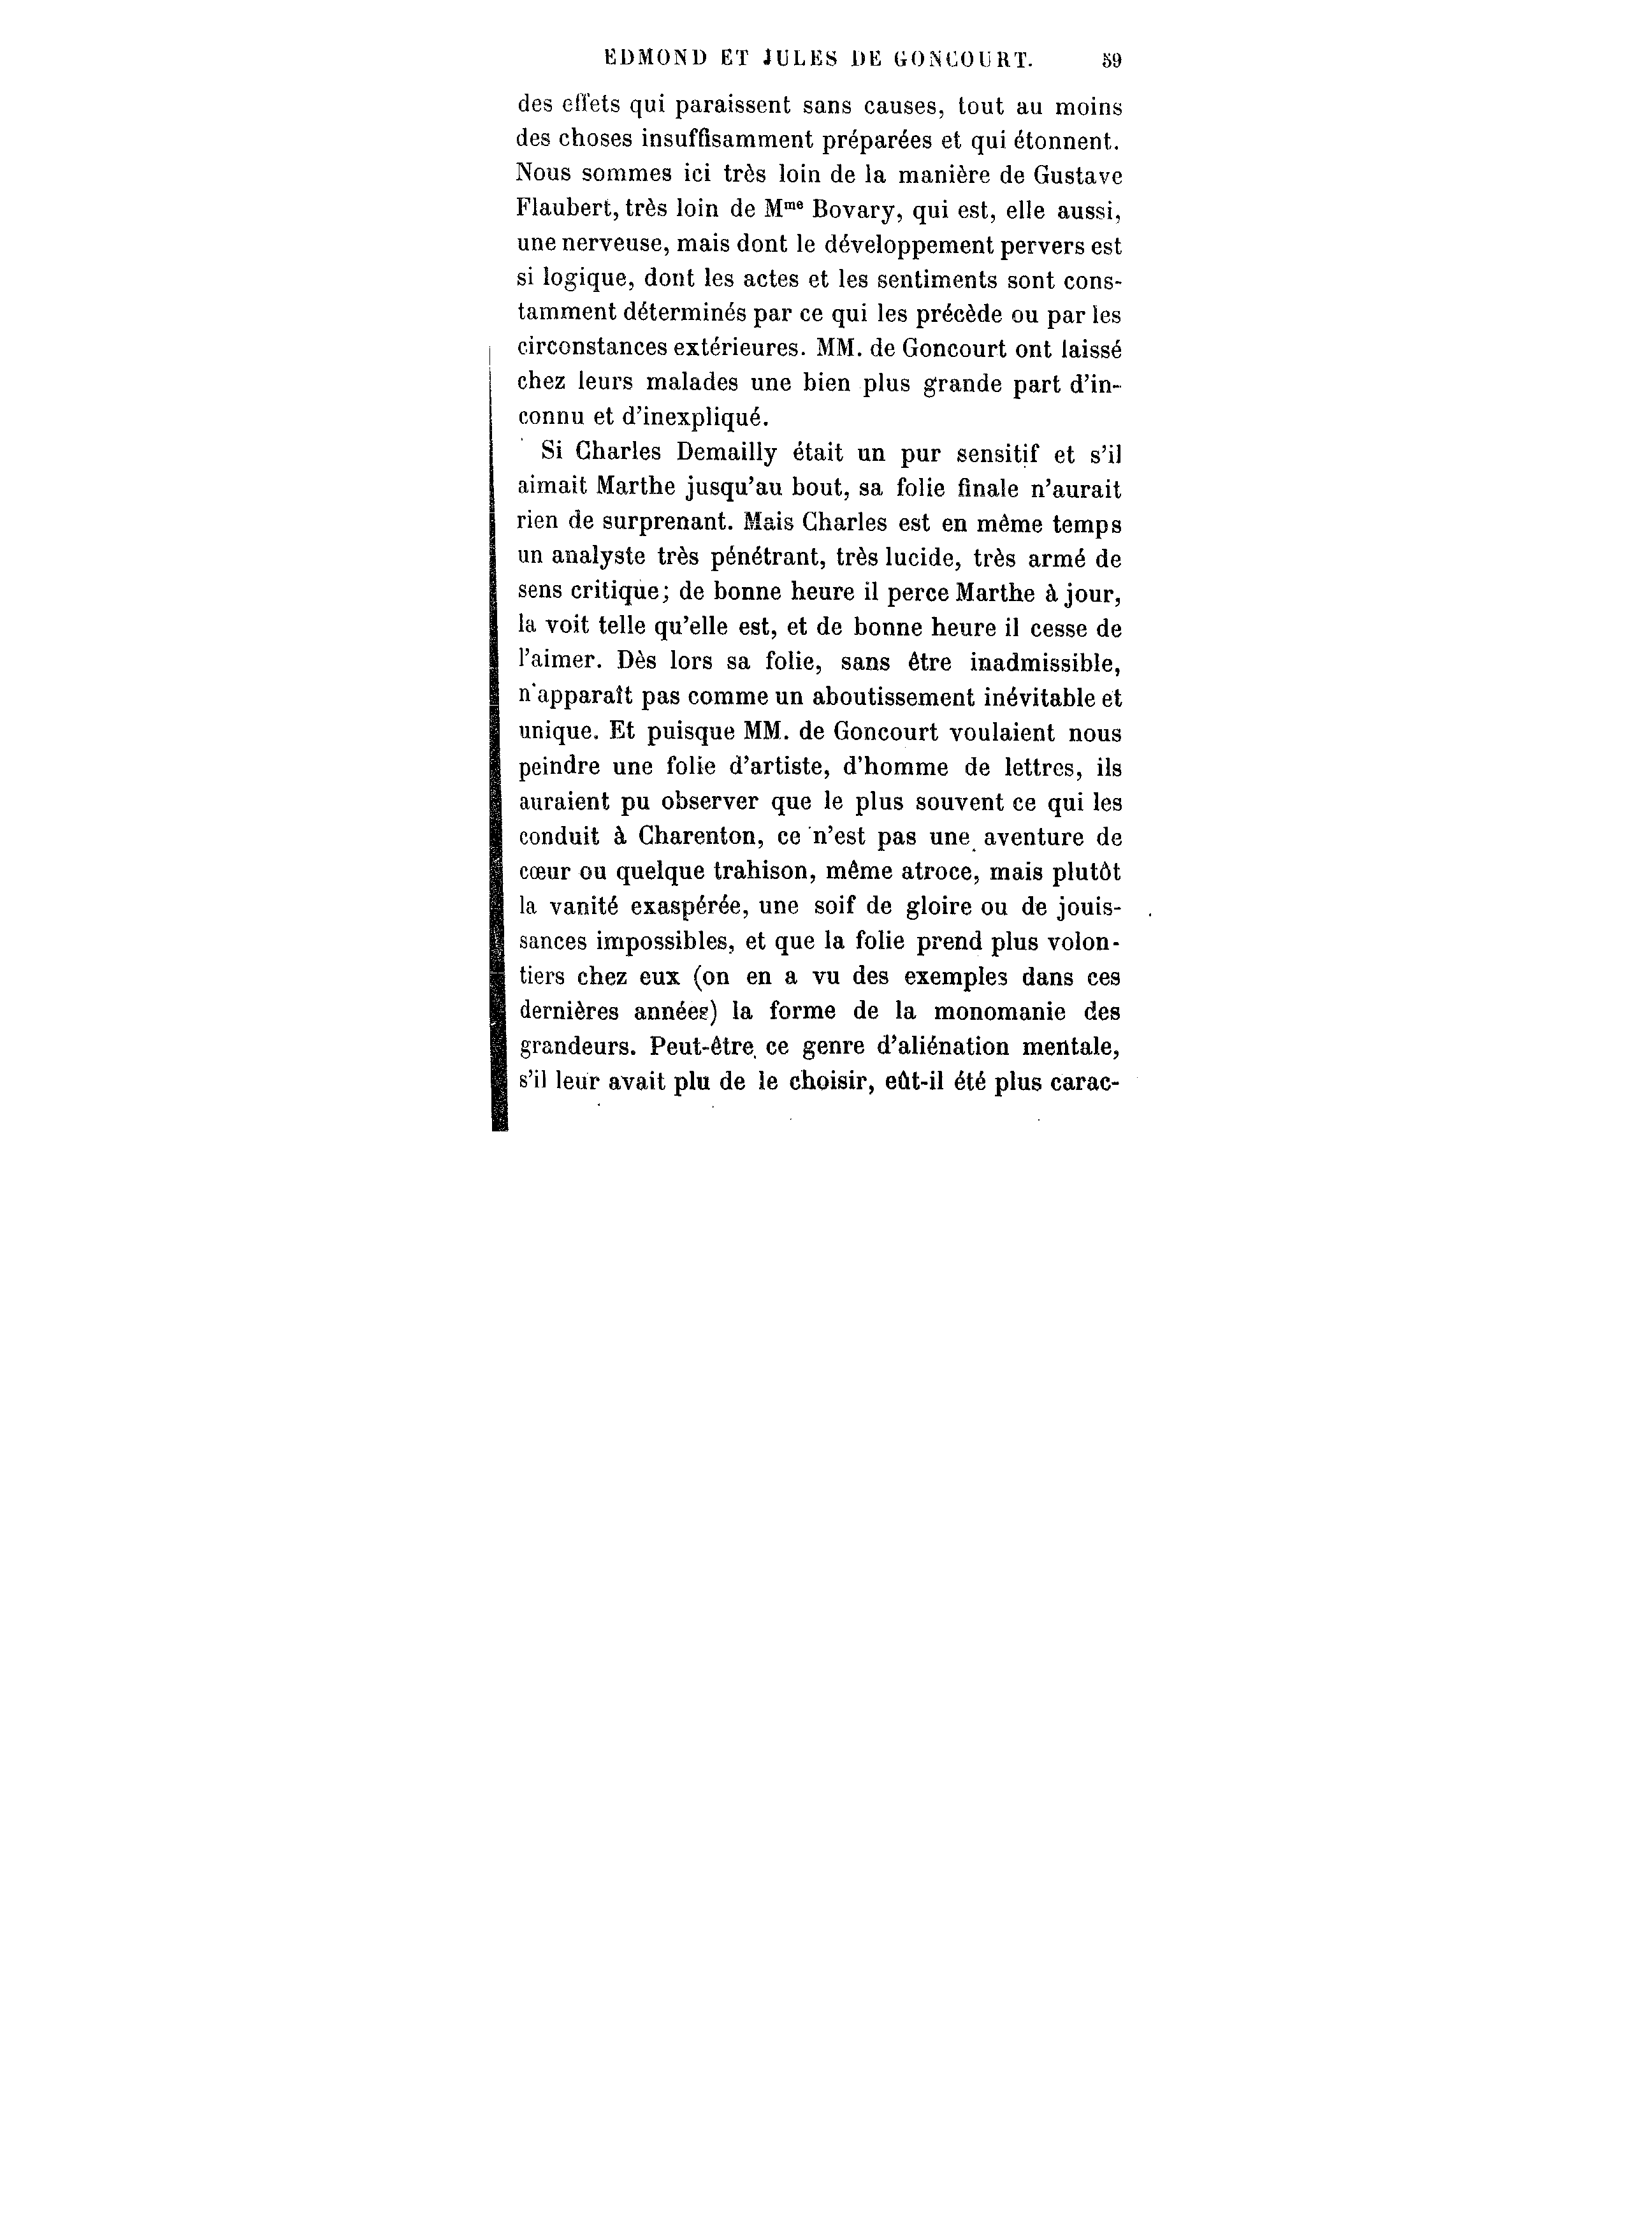 EDMOND ET JULES DE GONCOURT. 59
des effets qui paraissent sans causes, tout au moins
des choses insuffisamment préparées et qui étonnent.
Nous sommes ici très loin de la manière de Gustave
Flaubert, très loin de Mme Bovary, qui est, elle aussi,
une nerveuse, mais dont le développement pervers est
si logique, dont les actes et les sentiments sont cons-
tamment déterminés par ce qui les précède ou par les
circonstances extérieures. MM. de Goncourt ont laissé
chez leurs malades une bien plus grande part d'in-
connu et d'inexpliqué.
Si Charles Demailly était un pur sensitif et s'il
aimait Marthe jusqu'au bout, sa folie finale n'aurait
rien de surprenant. Mais Charles est en même temps
un analyste très pénétrant, très lucide, très armé de
sens critique; de bonne heure il perce Marthe à jour,
la voit telle qu'elle est, et de bonne heure il cesse de
l'aimer. Dès lors sa folie, sans être inadmissible,
n'apparaît pas comme un aboutissement inévitable et
unique. Et puisque MM. de Goncourt voulaient nous
peindre une folie d'artiste, d'homme de lettres, ils
auraient pu observer que le plus souvent ce qui les
conduit à Charenton, ce n'est pas une aventure de
cœur ou quelque trahison, même atroce, mais plutôt
la vanité exaspérée, une soif de gloire ou de jouis-
sances impossibles, et que la folie prend plus volon-
tiers chez eux (on en a vu des exemples dans ces
dernières années) la forme de la monomanie des
grandeurs. Peut-être ce genre d'aliénation mentale,
s'il leur avait plu de le choisir, eût-il été plus carac-